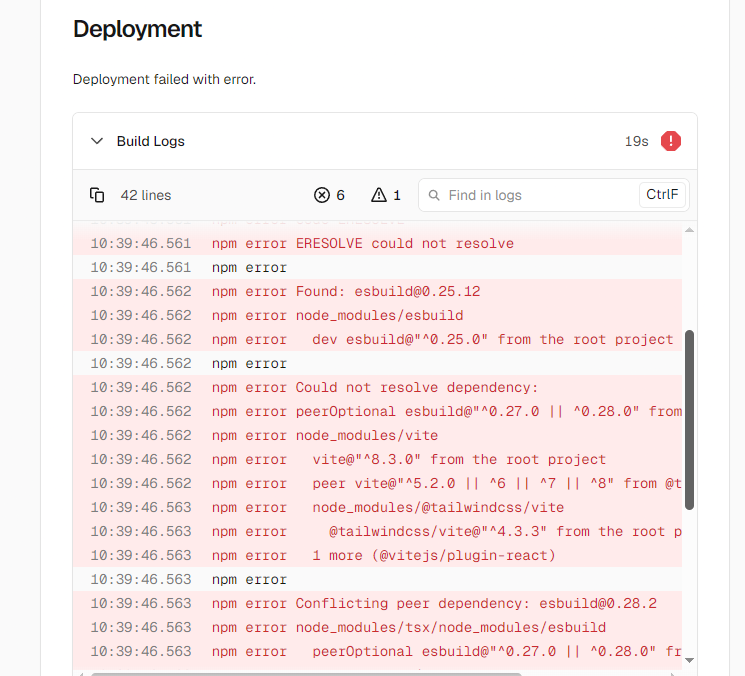 Deployment
Deployment failed with error.
Build Logs
19s
42 lines
6
1
Find in logs
CtrlF
10:39:46.561 npm error ERESOLVE could not resolve
10:39:46.561 npm error
10:39:46.562 npm error Found: esbuild@0.25.12
10:39:46.562 npm error node_modules/esbuild
10:39:46.562 npm error   dev esbuild@"^0.25.0" from the root project
10:39:46.562 npm error
10:39:46.562 npm error Could not resolve dependency:
10:39:46.562 npm error peerOptional esbuild@"^0.27.0 || ^0.28.0" from
10:39:46.562 npm error node_modules/vite
10:39:46.562 npm error   vite@"^8.3.0" from the root project
10:39:46.562 npm error   peer vite@"^5.2.0 || ^6 || ^7 || ^8" from @t
10:39:46.563 npm error   node_modules/@tailwindcss/vite
10:39:46.563 npm error     @tailwindcss/vite@"^4.3.3" from the root p
10:39:46.563 npm error   1 more (@vitejs/plugin-react)
10:39:46.563 npm error
10:39:46.563 npm error Conflicting peer dependency: esbuild@0.28.2
10:39:46.563 npm error node_modules/tsx/node_modules/esbuild
10:39:46.563 npm error   peerOptional esbuild@"^0.27.0 || ^0.28.0" fr